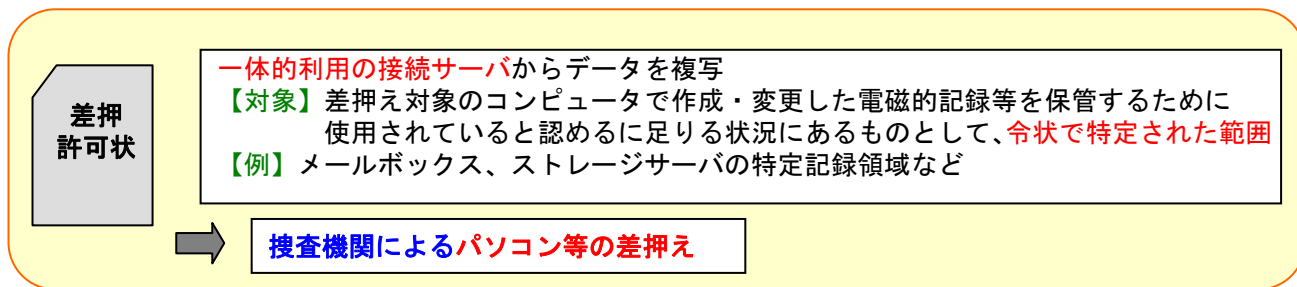 差押
許可状
一体的利用の接続サーバからデータを複写
【対象】差押え対象のコンピュータで作成・変更した電磁的記録等を保管するために
使用されていると認めるに足りる状況にあるものとして、令状で特定された範囲
【例】メールボックス、ストレージサーバの特定記録領域など
捜査機関によるパソコン等の差押え